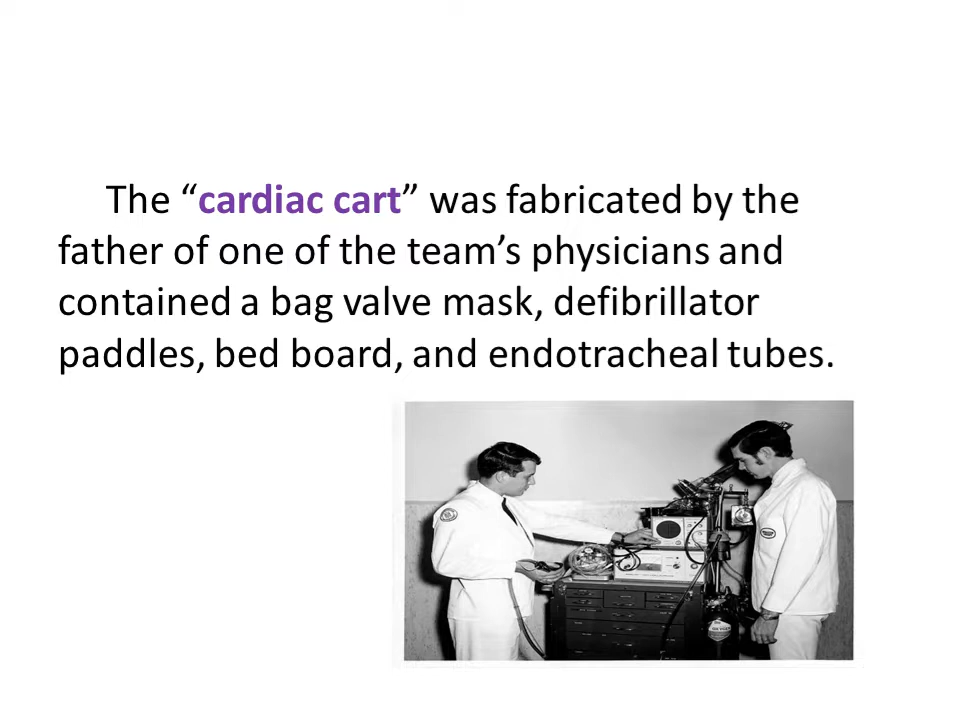 The “cardiac cart” was fabricated by the
father of one of the team’s physicians and
contained a bag valve mask, defibrillator
paddles, bed board, and endotracheal tubes.